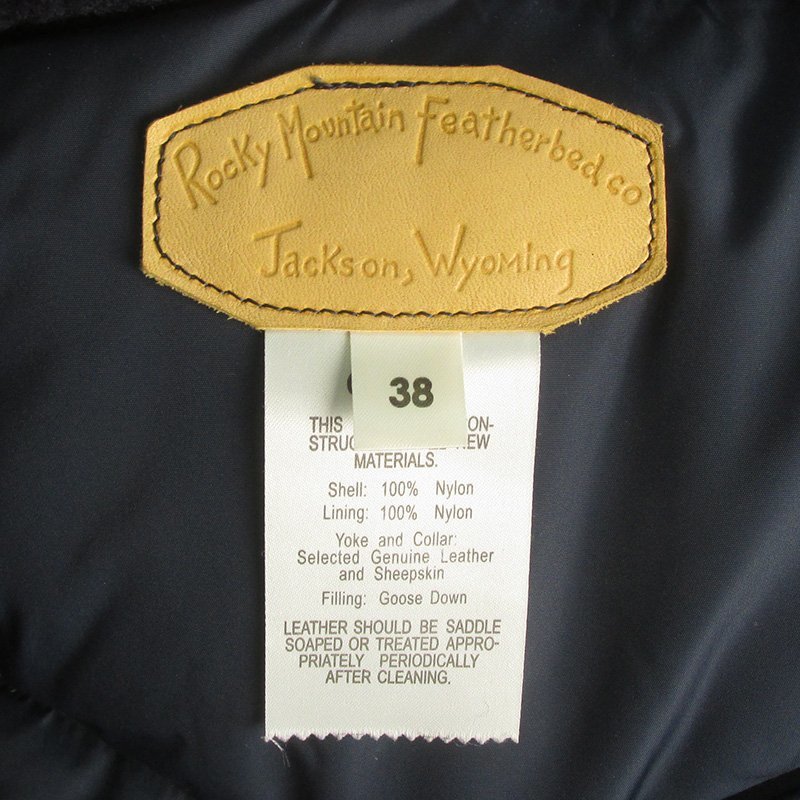 Rocky Mountain Featherbed co
Jackson, Wyoming
38
THIS ON-
STRUC EW
MATERIALS.
Shell: 100% Nylon
Lining: 100% Nylon
Yoke and Collar:
Selected Genuine Leather
and Sheepskin
Filling: Goose Down
LEATHER SHOULD BE SADDLE
SOAPED OR TREATED APPRO-
PRIATELY PERIODICALLY
AFTER CLEANING.